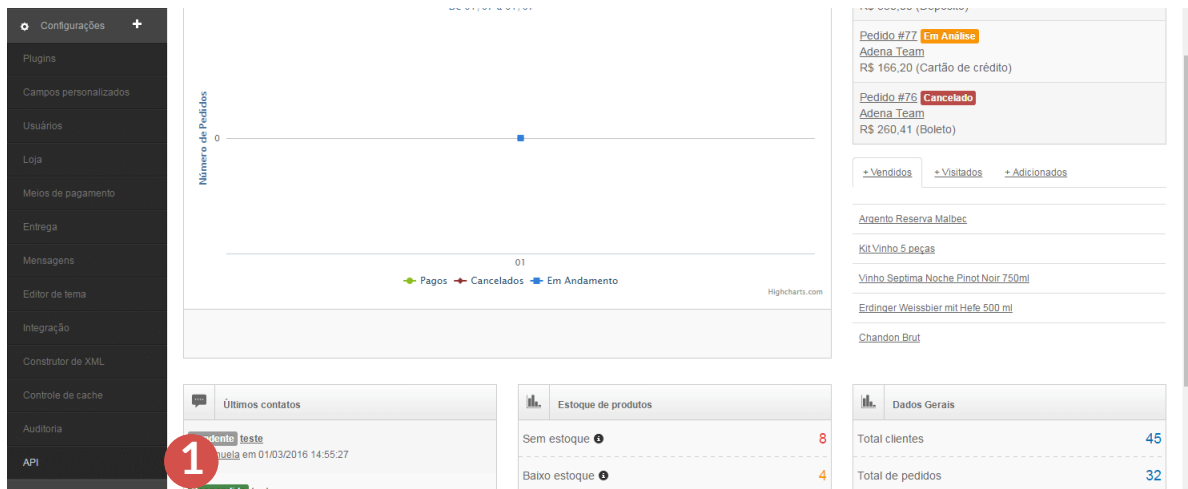 Configurações +
Plugins
Campos personalizados
Usuários
Loja
Meios de pagamento
Entrega
Mensagens
Editor de tema
Integração
Construtor de XML
Controle de cache
Auditoria
API
1
Número de Pedidos
0
01
Pagos Cancelados Em Andamento
Highcharts.com
Pedido #77 Em Análise
Adena Team
R$ 166,20 (Cartão de crédito)
Pedido #76 Cancelado
Adena Team
R$ 260,41 (Boleto)
+ Vendidos + Visitados + Adicionados
Argento Reserva Malbec
Kit Vinho 5 peças
Vinho Septima Noche Pinot Noir 750ml
Erdinger Weissbier mit Hefe 500 ml
Chandon Brut
Últimos contatos
teste
em 01/03/2016 14:55:27
Estoque de produtos
Sem estoque 8
Baixo estoque 4
Dados Gerais
Total clientes 45
Total de pedidos 32